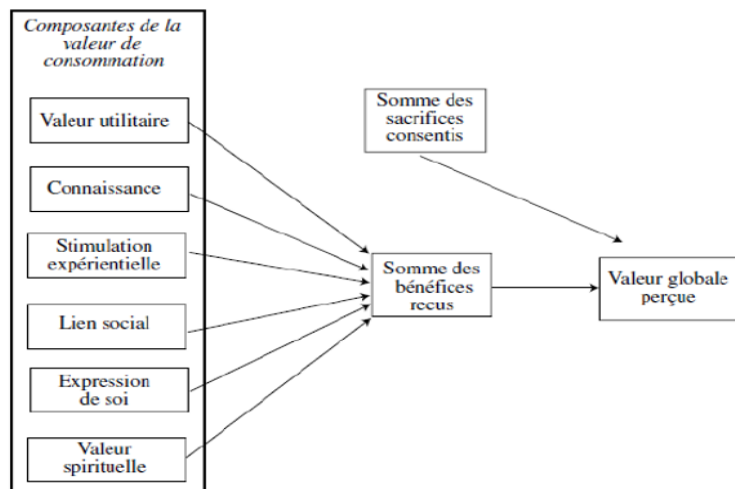 Composantes de la
valeur de
consommation
Valeur utilitaire
Connaissance
Stimulation
expérientielle
Lien social
Expression
de soi
Valeur
spirituelle
Somme des
sacrifices
consentis
Somme des
bénéfices
reçus
Valeur globale
perçue